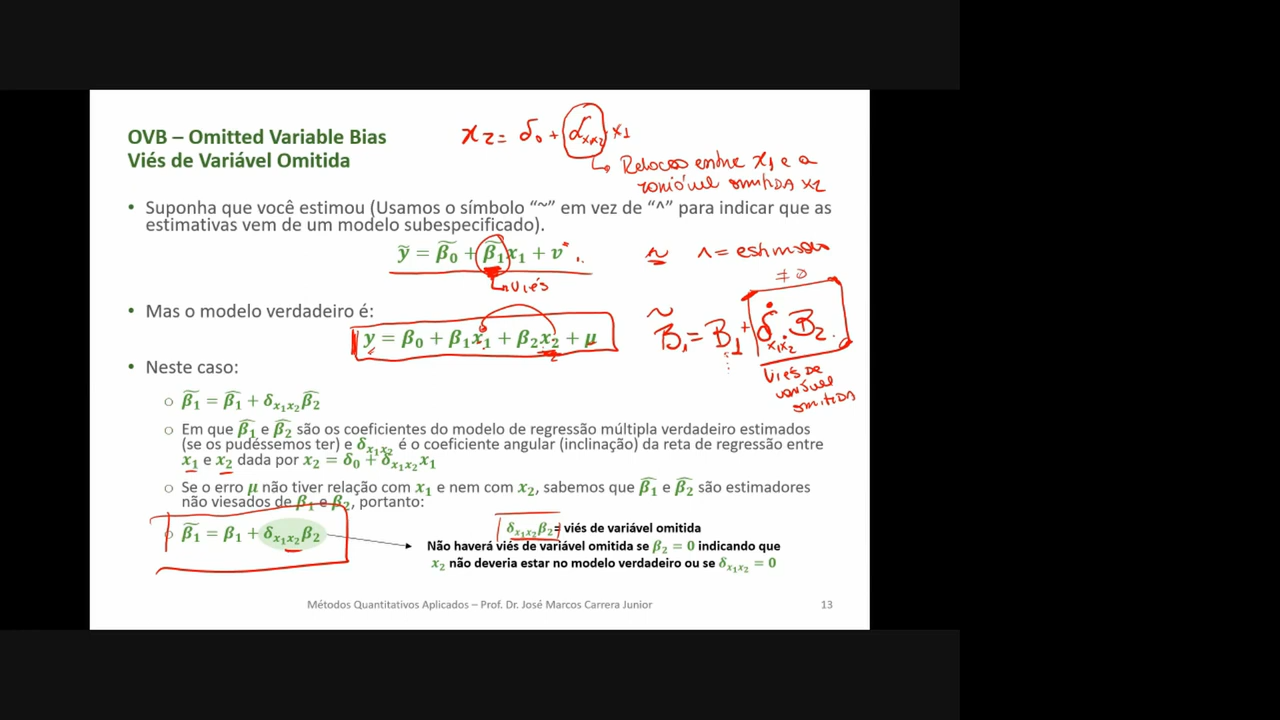 OVB – Omitted Variable Bias
Viés de Variável Omitida
x2 = δ0 + δx1x2 · x1
Relacao entre x1 e a
variável omitida x2
• Suponha que você estimou (Usamos o símbolo “~” em vez de “^” para indicar que as
estimativas vem de um modelo subespecificado).
ỹ = β̃0 + β̃1x1 + v
~ ^ = estimado
Viés
≠ 0
• Mas o modelo verdadeiro é:
y = β0 + β1x1 + β2x2 + μ
B̃1 = B1 + δx1x2 · B2
Viés de
variável
omitida
• Neste caso:
○ β̃1 = β̂1 + δx1x2β̂2
○ Em que β̂1 e β̂2 são os coeficientes do modelo de regressão múltipla verdadeiro estimados
(se os pudéssemos ter) e δx1x2 é o coeficiente angular (inclinação) da reta de regressão entre
x1 e x2 dada por x2 = δ0 + δx1x2x1
○ Se o erro μ não tiver relação com x1 e nem com x2, sabemos que β̂1 e β̂2 são estimadores
não viesados de β1 e β2, portanto:
○ β̃1 = β1 + δx1x2β2
δx1x2β2= viés de variável omitida
Não haverá viés de variável omitida se β2 = 0 indicando que
x2 não deveria estar no modelo verdadeiro ou se δx1x2 = 0
Métodos Quantitativos Aplicados – Prof. Dr. José Marcos Carrera Junior
13